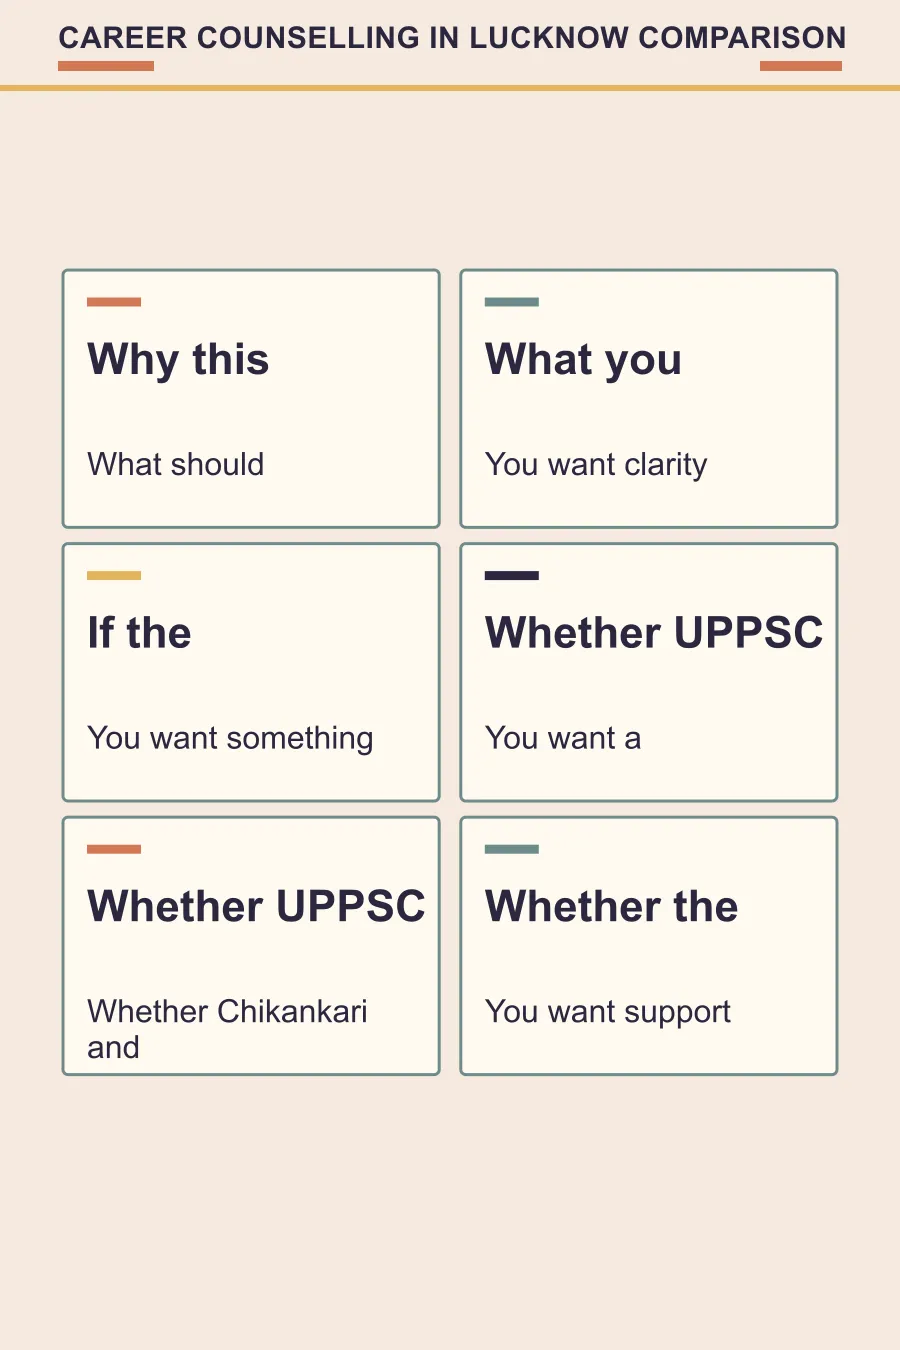 CAREER COUNSELLING IN LUCKNOW COMPARISON
Why this
What should
What you
You want clarity
If the
You want something
Whether UPPSC
You want a
Whether UPPSC
Whether Chikankari
and
Whether the
You want support